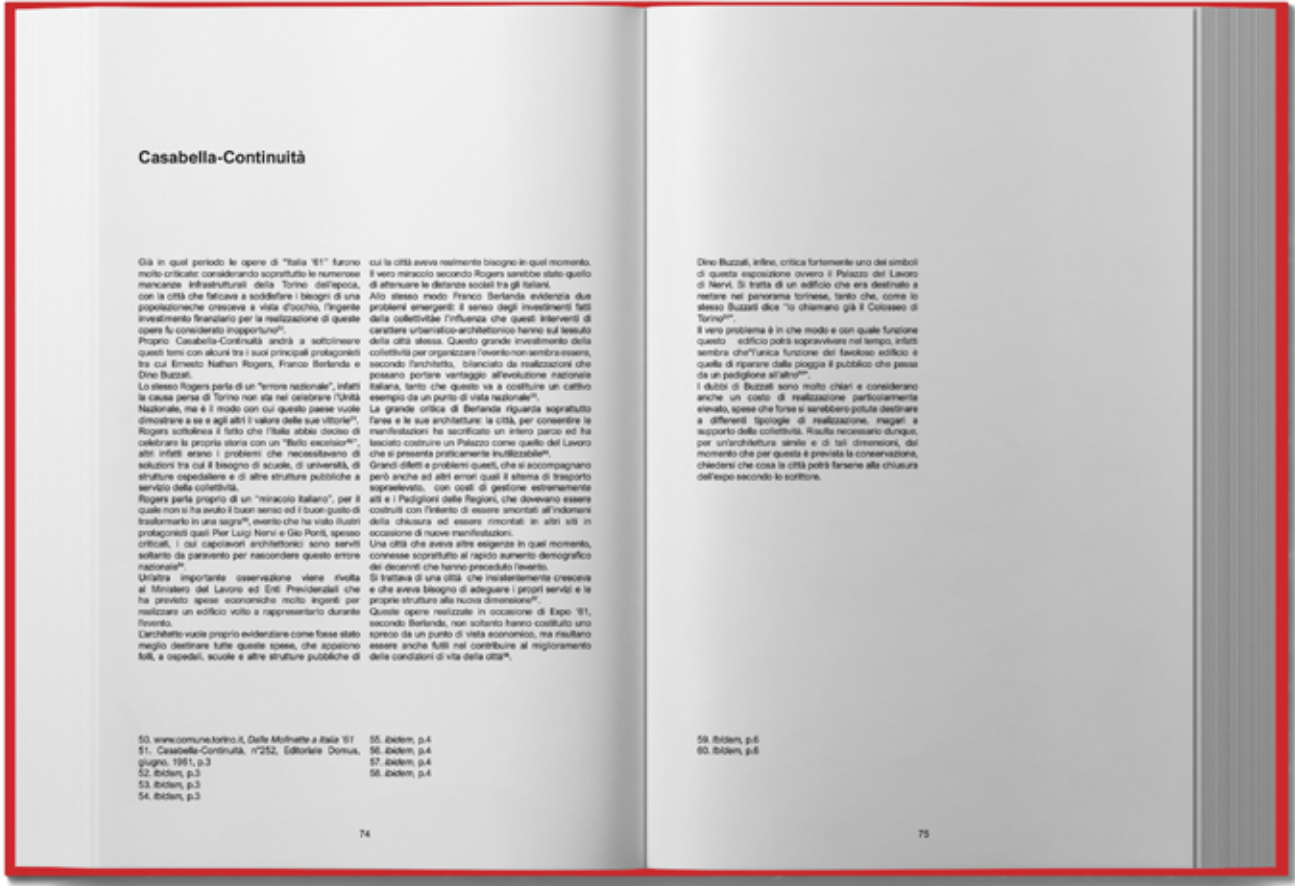 Casabella-Continuità
Già in quel periodo le opere di "Italia '61" furono
molto criticate: considerando soprattutto le numerose
mancanze infrastrutturali della Torino dell'epoca,
con la città che faticava a soddisfare i bisogni di una
popolazioneche cresceva a vista d'occhio, l'ingente
investimento finanziario per la realizzazione di queste
opere fu considerato inopportuno⁵⁰.
Proprio Casabella-Continuità andrà a sottolineare
questi temi con alcuni tra i suoi principali protagonisti
tra cui Ernesto Nathan Rogers, Franco Berlanda e
Dino Buzzati.
Lo stesso Rogers parla di un "errore nazionale", infatti
la causa persa di Torino non sta nel celebrare l'Unità
Nazionale, ma è il modo con cui questo paese vuole
dimostrare a se e agli altri il valore delle sue vittorie⁵¹.
Rogers sottolinea il fatto che l'Italia abbia deciso di
celebrare la propria storia con un "Ballo excelsior⁵²",
altri infatti erano i problemi che necessitavano di
soluzioni tra cui il bisogno di scuole, di università, di
strutture ospedaliere e di altre strutture pubbliche a
servizio della collettività.
Rogers parla proprio di un "miracolo italiano", per il
quale non si ha avuto il buon senso ed il buon gusto di
trasformarlo in una sagra⁵³, evento che ha visto illustri
protagonisti quali Pier Luigi Nervi e Gio Ponti, spesso
criticati, i cui capolavori architettonici sono serviti
soltanto da paravento per nascondere questo errore
nazionale⁵⁴.
Un'altra importante osservazione viene rivolta
al Ministero del Lavoro ed Enti Previdenziali che
ha previsto spese economiche molto ingenti per
realizzare un edificio volto a rappresentarlo durante
l'evento.
L'architetto vuole proprio evidenziare come fosse stato
meglio destinare tutte queste spese, che appaiono
folli, a ospedali, scuole e altre strutture pubbliche di
cui la città aveva realmente bisogno in quel momento.
Il vero miracolo secondo Rogers sarebbe stato quello
di attenuare le distanze sociali tra gli italiani.
Allo stesso modo Franco Berlanda evidenzia due
problemi emergenti: il senso degli investimenti fatti
dalla collettivitàe l'influenza che questi interventi di
carattere urbanistico-architettonico hanno sul tessuto
della città stessa. Questo grande investimento della
collettività per organizzare l'evento non sembra essere,
secondo l'architetto, bilanciato da realizzazioni che
possano portare vantaggio all'evoluzione nazionale
italiana, tanto che questo va a costituire un cattivo
esempio da un punto di vista nazionale⁵⁵.
La grande critica di Berlanda riguarda soprattutto
l'area e le sue architetture: la città, per consentire le
manifestazioni ha sacrificato un intero parco ed ha
lasciato costruire un Palazzo come quello del Lavoro
che si presenta praticamente inutilizzabile⁵⁶.
Grandi difetti e problemi questi, che si accompagnano
però anche ad altri errori quali il sitema di trasporto
sopraelevato, con costi di gestione estremamente
alti e i Padiglioni delle Regioni, che dovevano essere
costruiti con l'intento di essere smontati all'indomani
della chiusura ed essere rimontati in altri siti in
occasione di nuove manifestazioni.
Una città che aveva altre esigenze in quel momento,
connesse soprattutto al rapido aumento demografico
dei decenni che hanno preceduto l'evento.
Si trattava di una città che insistentemente cresceva
e che aveva bisogno di adeguare i propri servizi e le
proprie strutture alla nuova dimensione⁵⁷.
Queste opere realizzate in occasione di Expo '61,
secondo Berlanda, non soltanto hanno costituito uno
spreco da un punto di vista economico, ma risultano
essere anche futili nel contribuire al miglioramento
delle condizioni di vita della città⁵⁸.
50. www.comune.torino.it, Dalle Molinette a Italia '61
51. Casabella-Continuità, n°252, Editoriale Domus,
giugno, 1961, p.3
52. Ibidem, p.3
53. Ibidem, p.3
54. Ibidem, p.3
55. Ibidem, p.4
56. Ibidem, p.4
57. Ibidem, p.4
58. Ibidem, p.4
74
Dino Buzzati, infine, critica fortemente uno dei simboli
di questa esposizione ovvero il Palazzo del Lavoro
di Nervi. Si tratta di un edificio che era destinato a
restare nel panorama torinese, tanto che, come lo
stesso Buzzati dice "lo chiamano già il Colosseo di
Torino⁵⁹".
Il vero problema è in che modo e con quale funzione
questo edificio potrà sopravvivere nel tempo, infatti
sembra che"l'unica funzione del favoloso edificio è
quella di riparare dalla pioggia il pubblico che passa
da un padiglione all'altro⁶⁰".
I dubbi di Buzzati sono molto chiari e considerano
anche un costo di realizzazione particolarmente
elevato, spese che forse si sarebbero potute destinare
a differenti tipologie di realizzazione, magari a
supporto della collettività. Risulta necessario dunque,
per un'architettura simile e di tali dimensioni, dal
momento che per questa è prevista la conservazione,
chiedersi che cosa la città potrà farsene alla chiusura
dell'expo secondo lo scrittore.
59. Ibidem, p.6
60. Ibidem, p.6
75